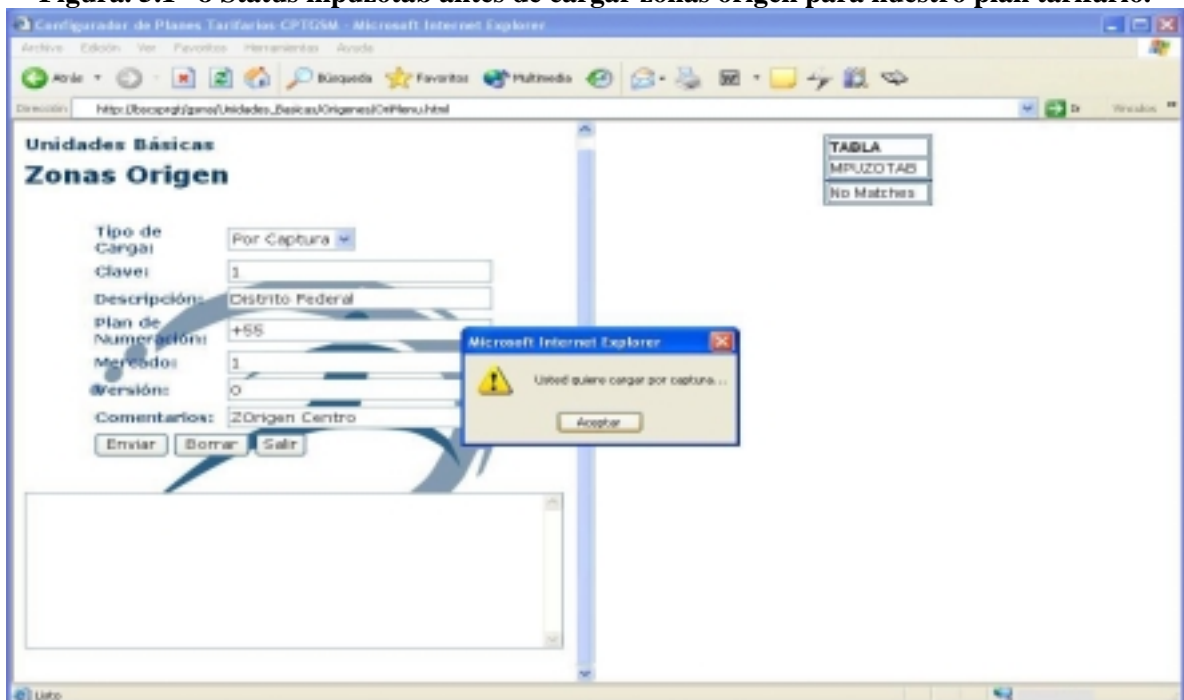 Figura. 5.1 - 8 Status mpuzotab antes de cargar zonas origen para nuestro plan tarifario.
Configurador de Planes Tarifarios CPTGSM - Microsoft Internet Explorer
Archivo Edición Ver Favoritos Herramientas Ayuda
Atrás Búsqueda Favoritos Multimedia
Dirección Ir Vínculos
Unidades Básicas
Zonas Origen
TABLA
MPUZOTAB
No Matches
Tipo de Carga: Por Captura
Clave: 1
Descripción: Distrito Federal
Plan de Numeración: +55
Mercado: 1
Versión: 0
Comentarios: ZOrigen Centro
Enviar Borrar Salir
Microsoft Internet Explorer
Usted quiere cargar por captura...
Aceptar
Listo